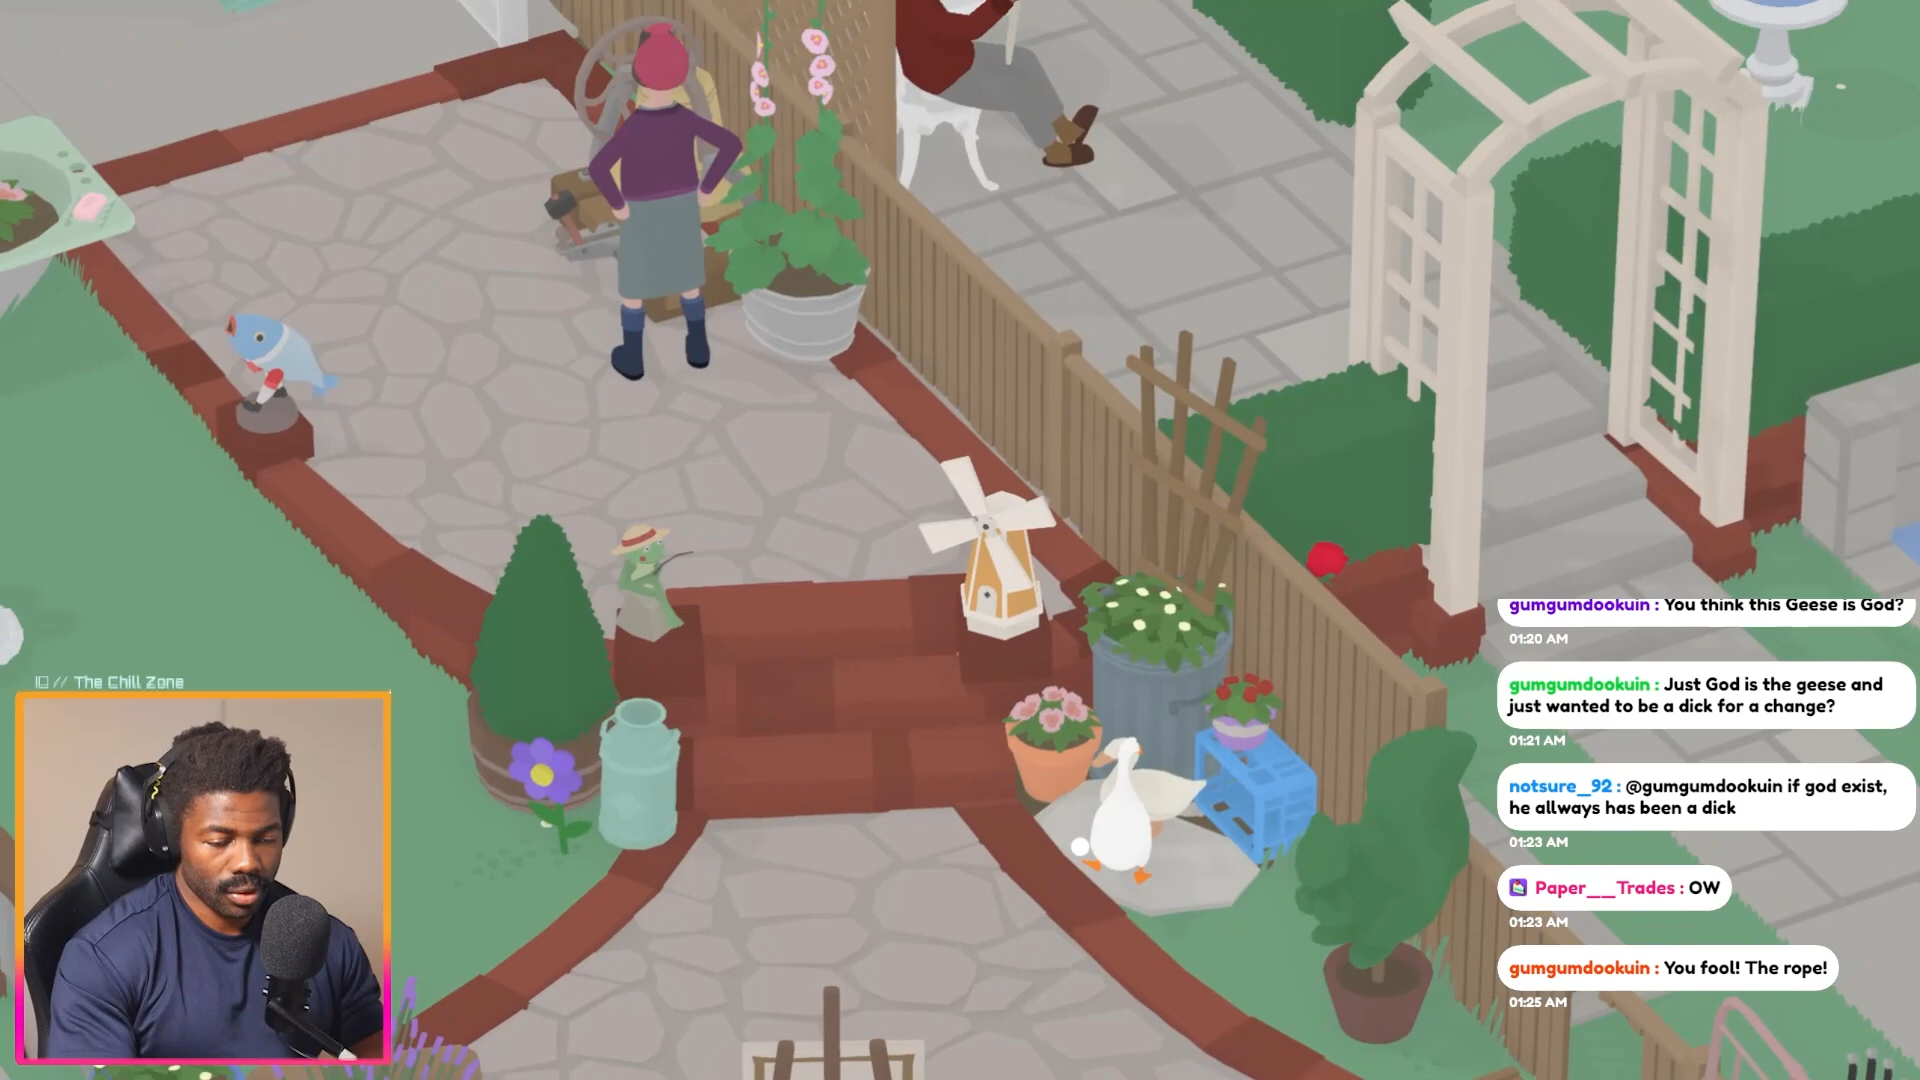 // The Chill Zone
gumgumdookuin : You think this Geese is God?
01:20 AM
gumgumdookuin : Just God is the geese and
just wanted to be a dick for a change?
01:21 AM
notsure_92 : @gumgumdookuin if god exist,
he allways has been a dick
01:23 AM
Paper__Trades : OW
01:23 AM
gumgumdookuin : You fool! The rope!
01:25 AM